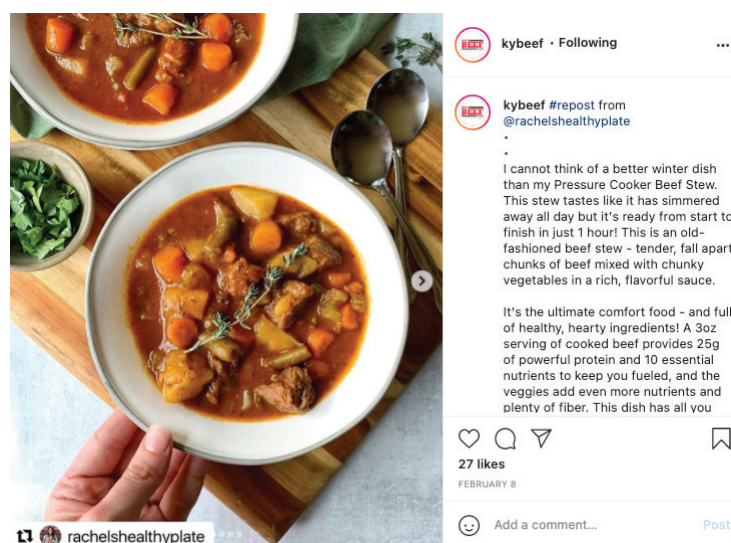 kybeef • Following
...
kybeef #repost from
@rachelshealthyplate
•
•
I cannot think of a better winter dish
than my Pressure Cooker Beef Stew.
This stew tastes like it has simmered
away all day but it's ready from start to
finish in just 1 hour! This is an old-
fashioned beef stew - tender, fall apart
chunks of beef mixed with chunky
vegetables in a rich, flavorful sauce.
It's the ultimate comfort food - and full
of healthy, hearty ingredients! A 3oz
serving of cooked beef provides 25g
of powerful protein and 10 essential
nutrients to keep you fueled, and the
veggies add even more nutrients and
plenty of fiber. This dish has all you
27 likes
FEBRUARY 8
Add a comment...
Post
rachelshealthyplate
BEEF
BEEF